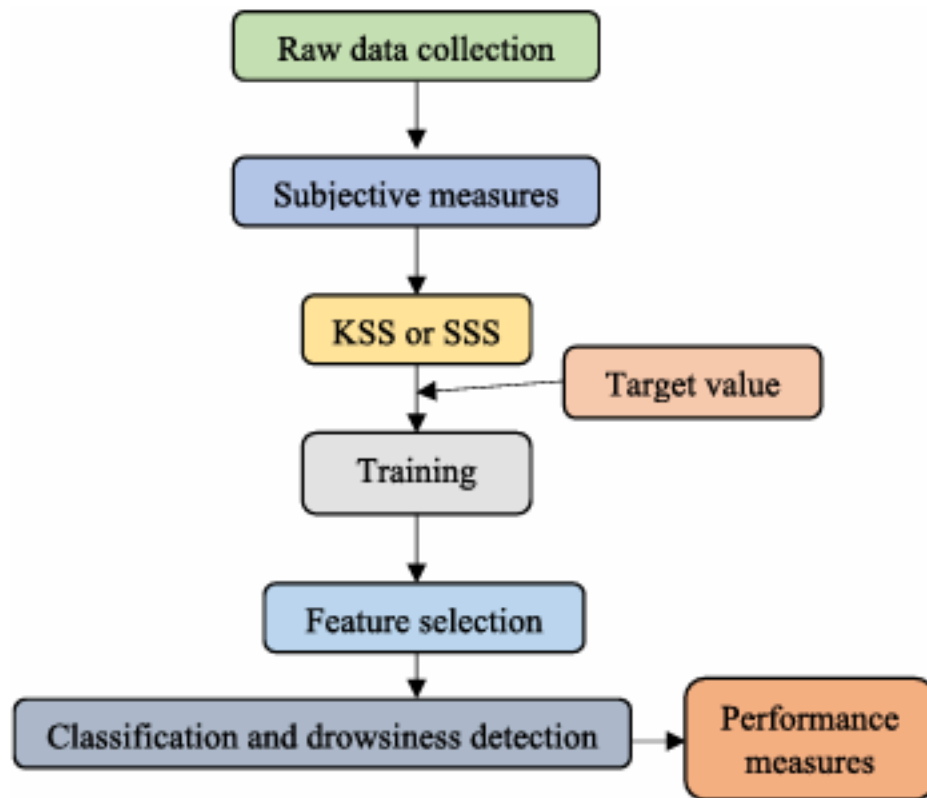 Raw data collection
Subjective measures
KSS or SSS
Target value
Training
Feature selection
Classification and drowsiness detection
Performance
measures